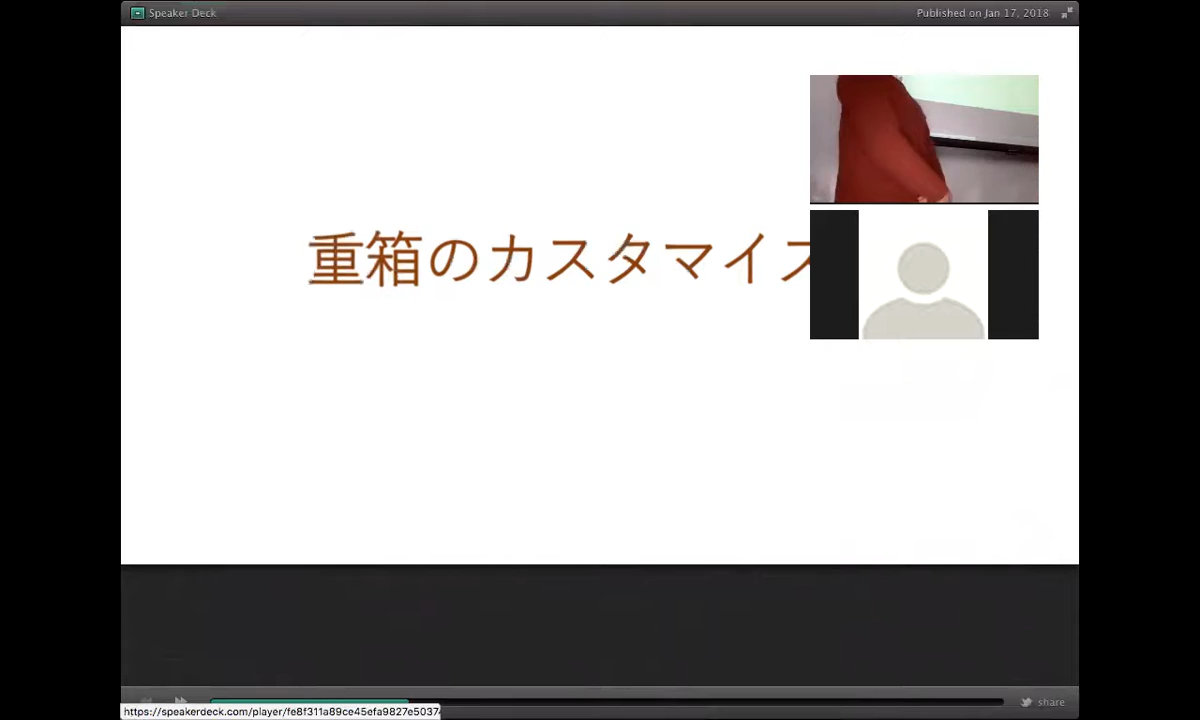 Speaker Deck
Published on Jan 17, 2018
重箱のカスタマイズ
share
https://speakerdeck.com/player/fe8f311a89ce45efa9827e5037